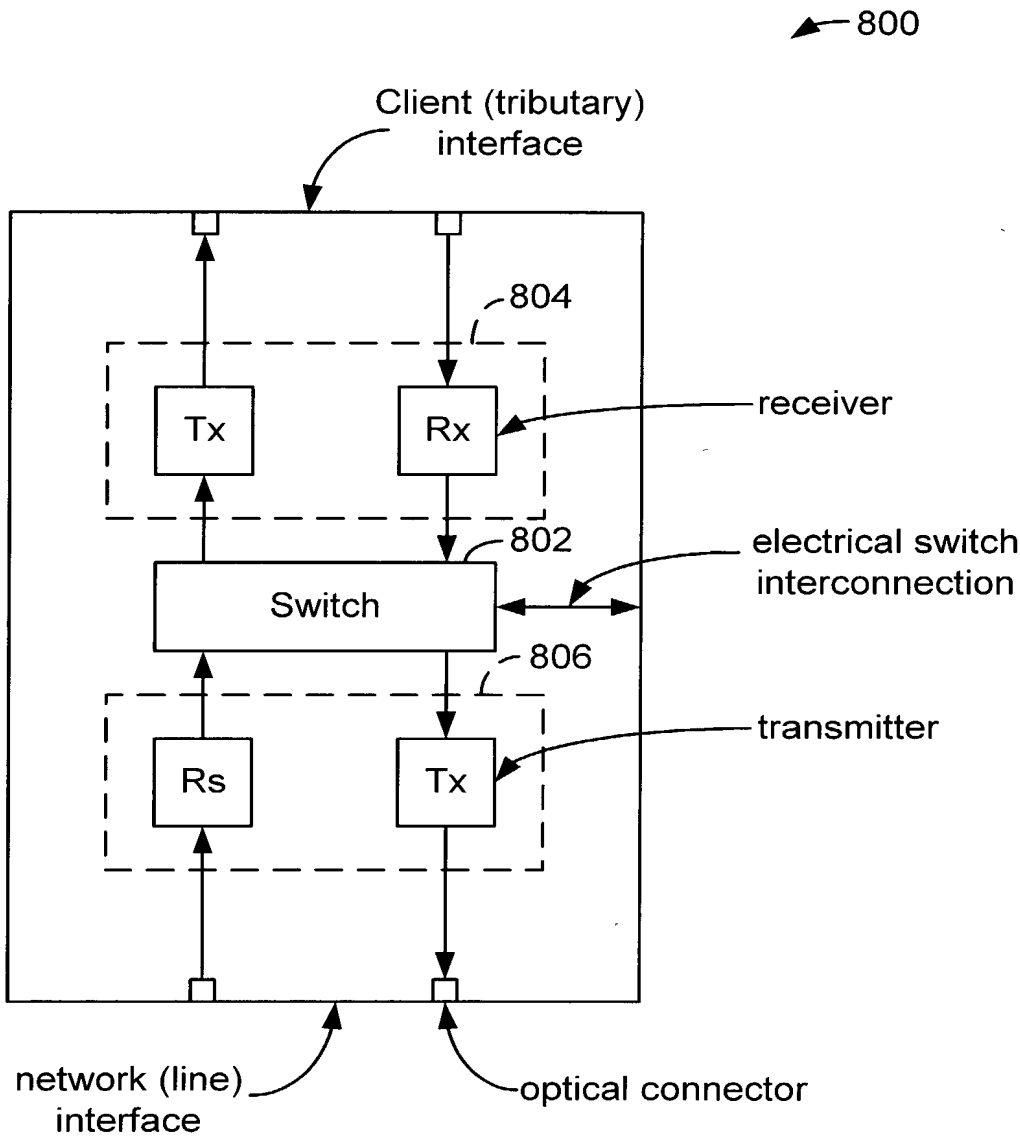 800
Client (tributary)
interface
804
Tx
Rx
receiver
802
electrical switch
interconnection
Switch
806
transmitter
Rs
Tx
network (line)
interface
optical connector